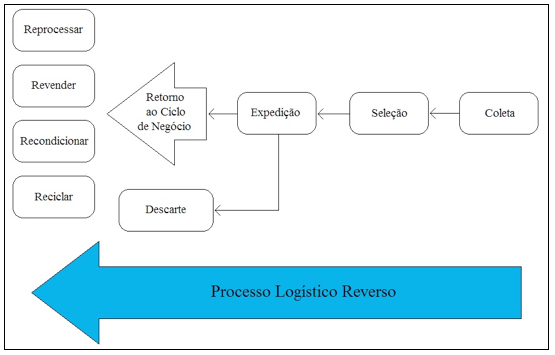 Reprocessar
Revender
Recondicionar
Reciclar
Retorno
ao Ciclo
de Negócio
Expedição
Seleção
Coleta
Descarte
Processo Logístico Reverso